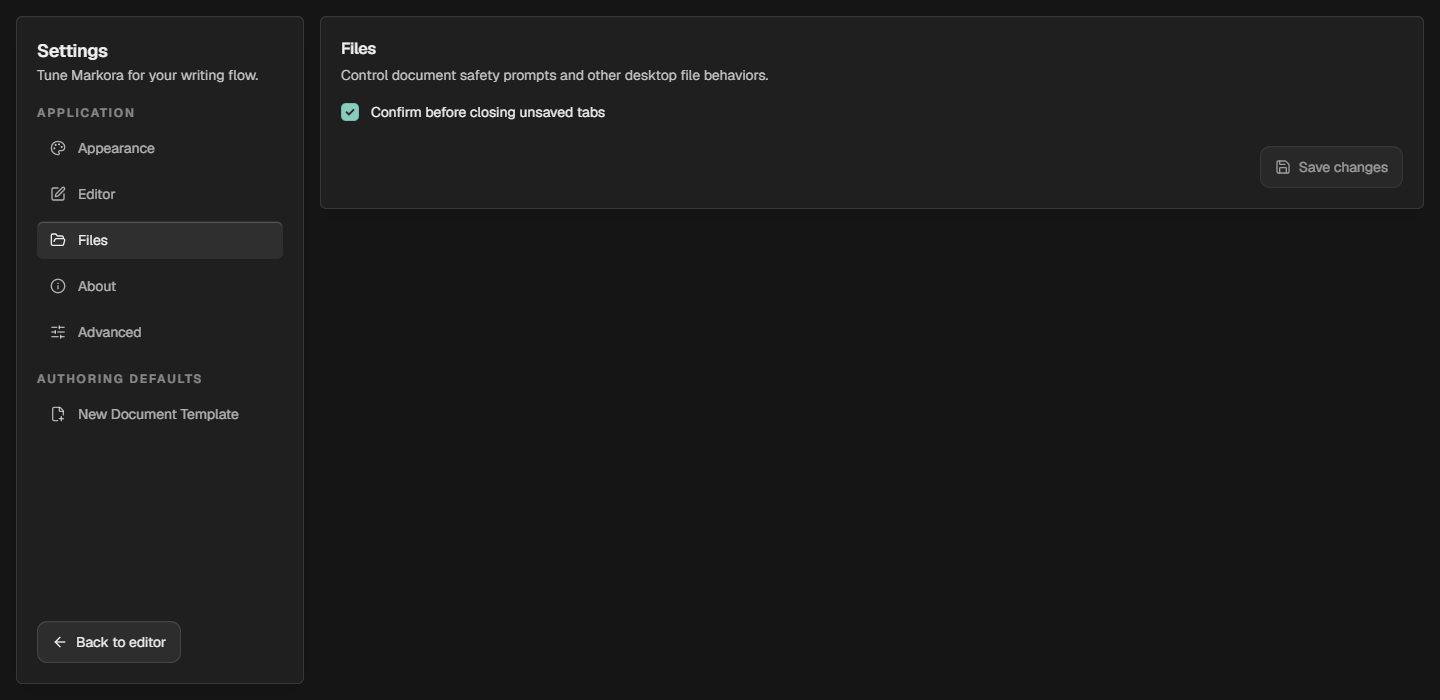 Settings
Tune Markora for your writing flow.
APPLICATION
Appearance
Editor
Files
About
Advanced
AUTHORING DEFAULTS
New Document Template
Back to editor
Files
Control document safety prompts and other desktop file behaviors.
Confirm before closing unsaved tabs
Save changes